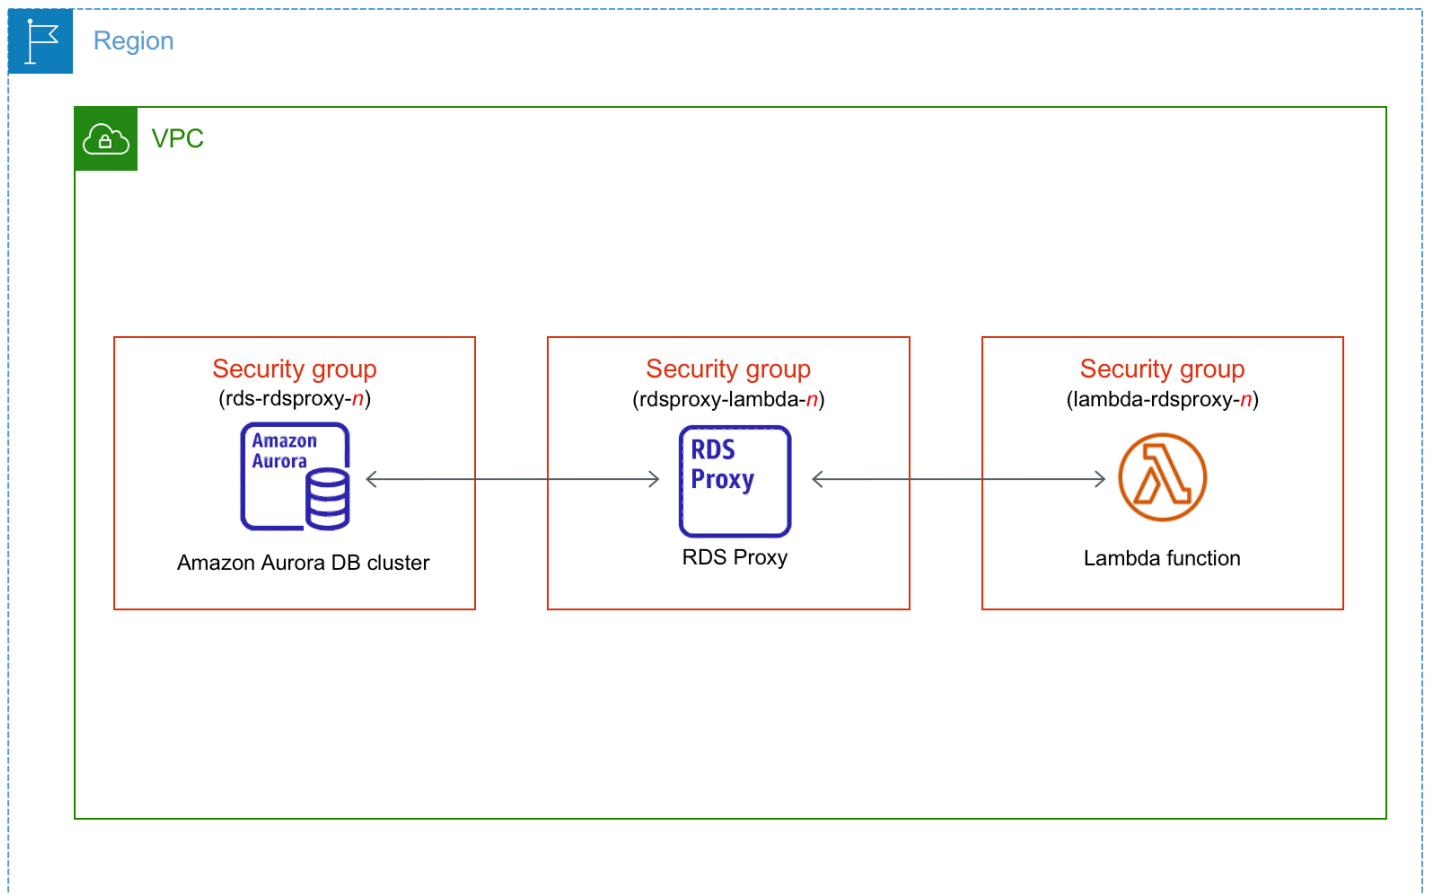 Region
VPC
Security group
(rds-rdsproxy-n)
Amazon
Aurora
Amazon Aurora DB cluster
Security group
(rdsproxy-lambda-n)
RDS
Proxy
RDS Proxy
Security group
(lambda-rdsproxy-n)
Lambda function